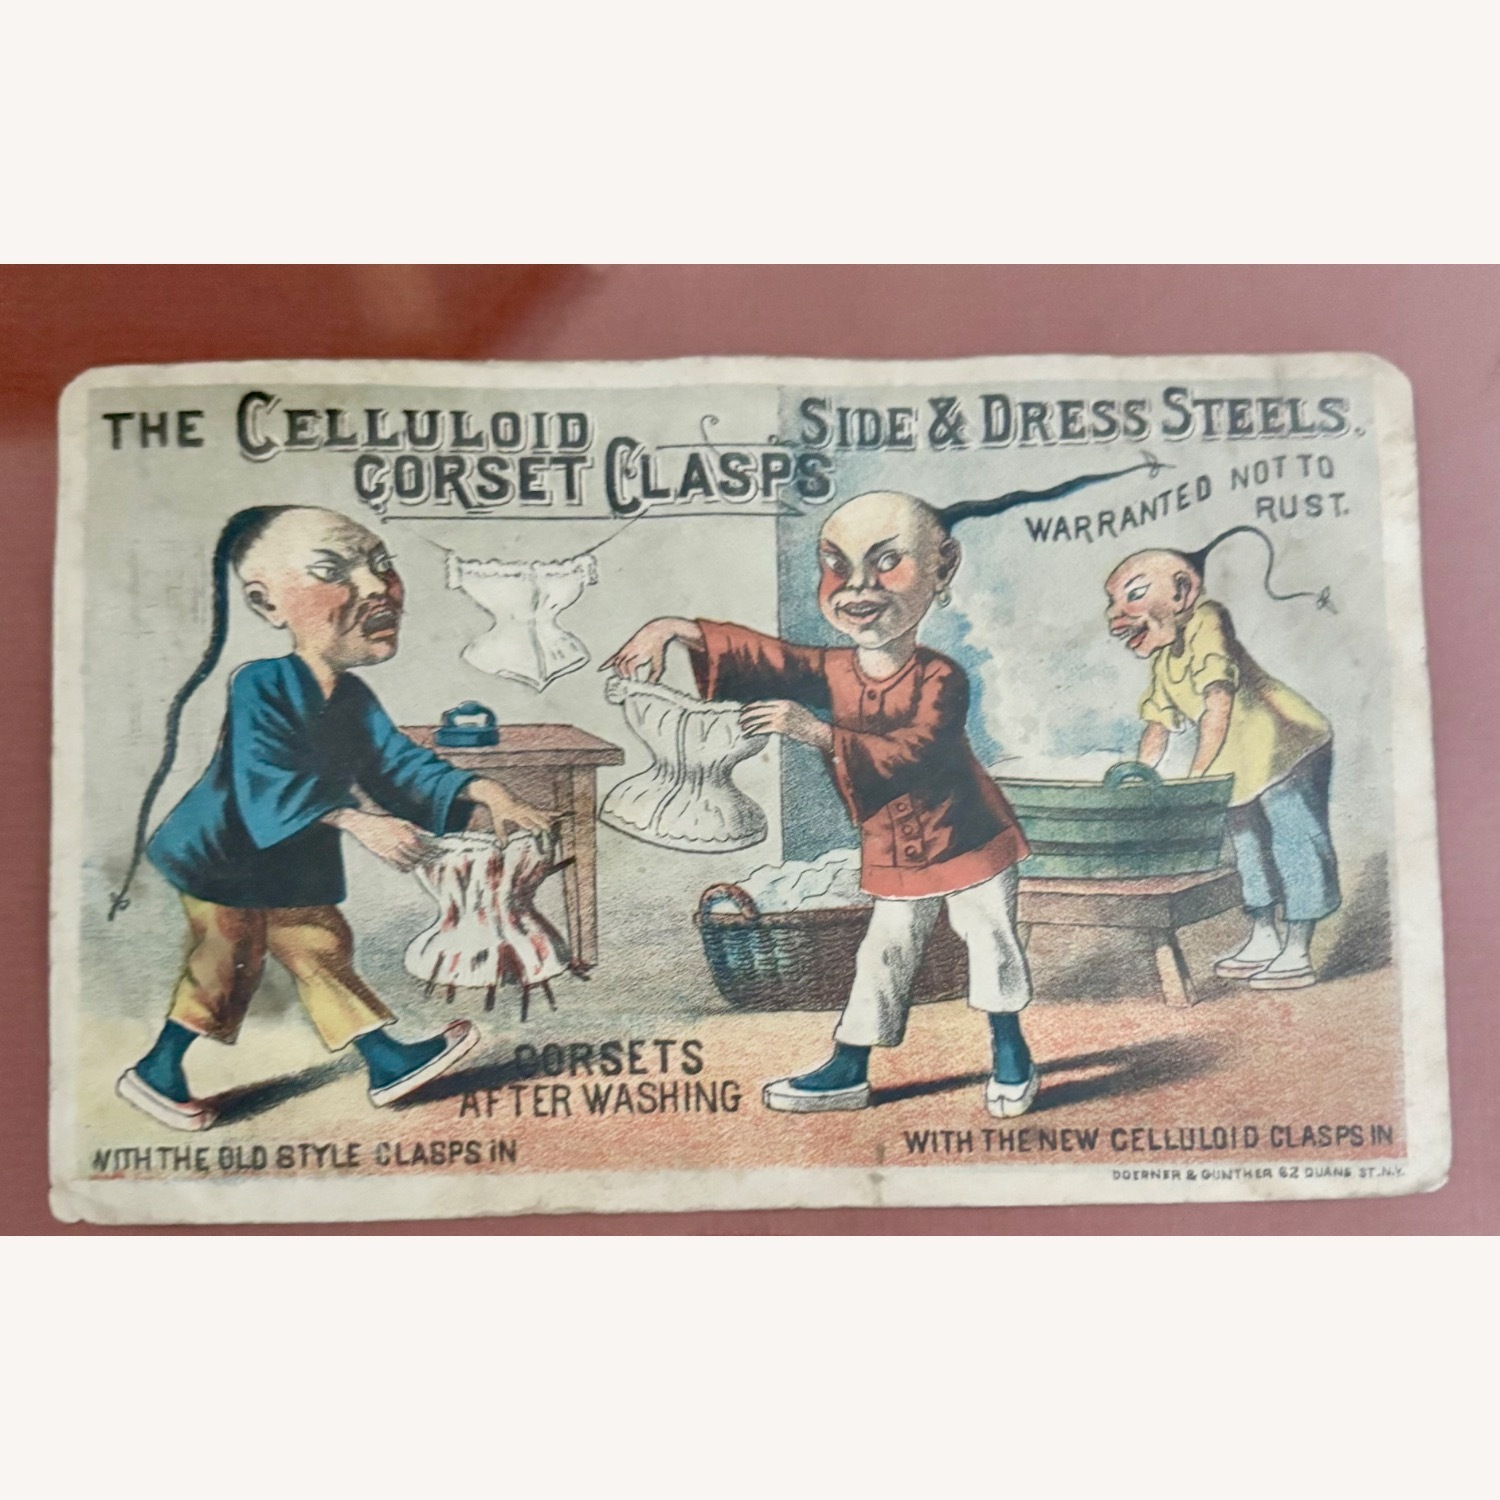 THE CELLULOID
CORSET CLASPS
SIDE & DRESS STEELS.
WARRANTED NOT TO
RUST.
CORSETS
AFTER WASHING
WITH THE OLD STYLE CLASPS IN
WITH THE NEW CELLULOID CLASPS IN
DOERNER & GUNTHER 62 DUANE ST. N.Y.